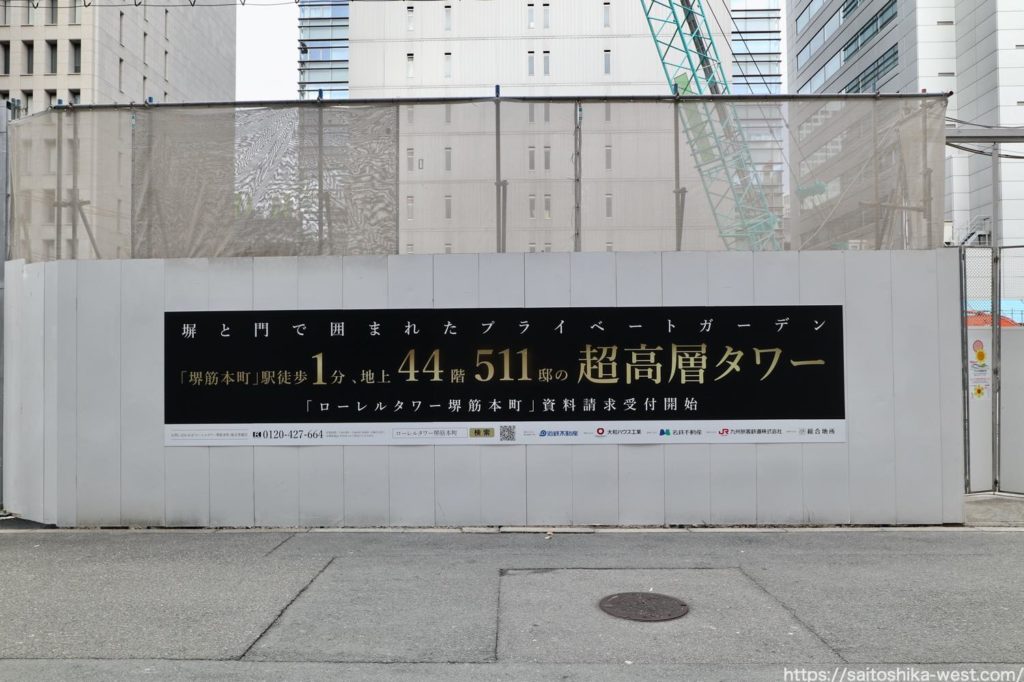 塀と門で囲まれたプライベートガーデン
「堺筋本町」駅徒歩1分、地上44階511邸の超高層タワー
「ローレルタワー堺筋本町」資料請求受付開始
0120-427-664 ローレルタワー堺筋本町 検索 近鉄不動産 大和ハウス工業 名鉄不動産 JR 九州旅客鉄道株式会社 総合地所
https://saitoshika-west.com/